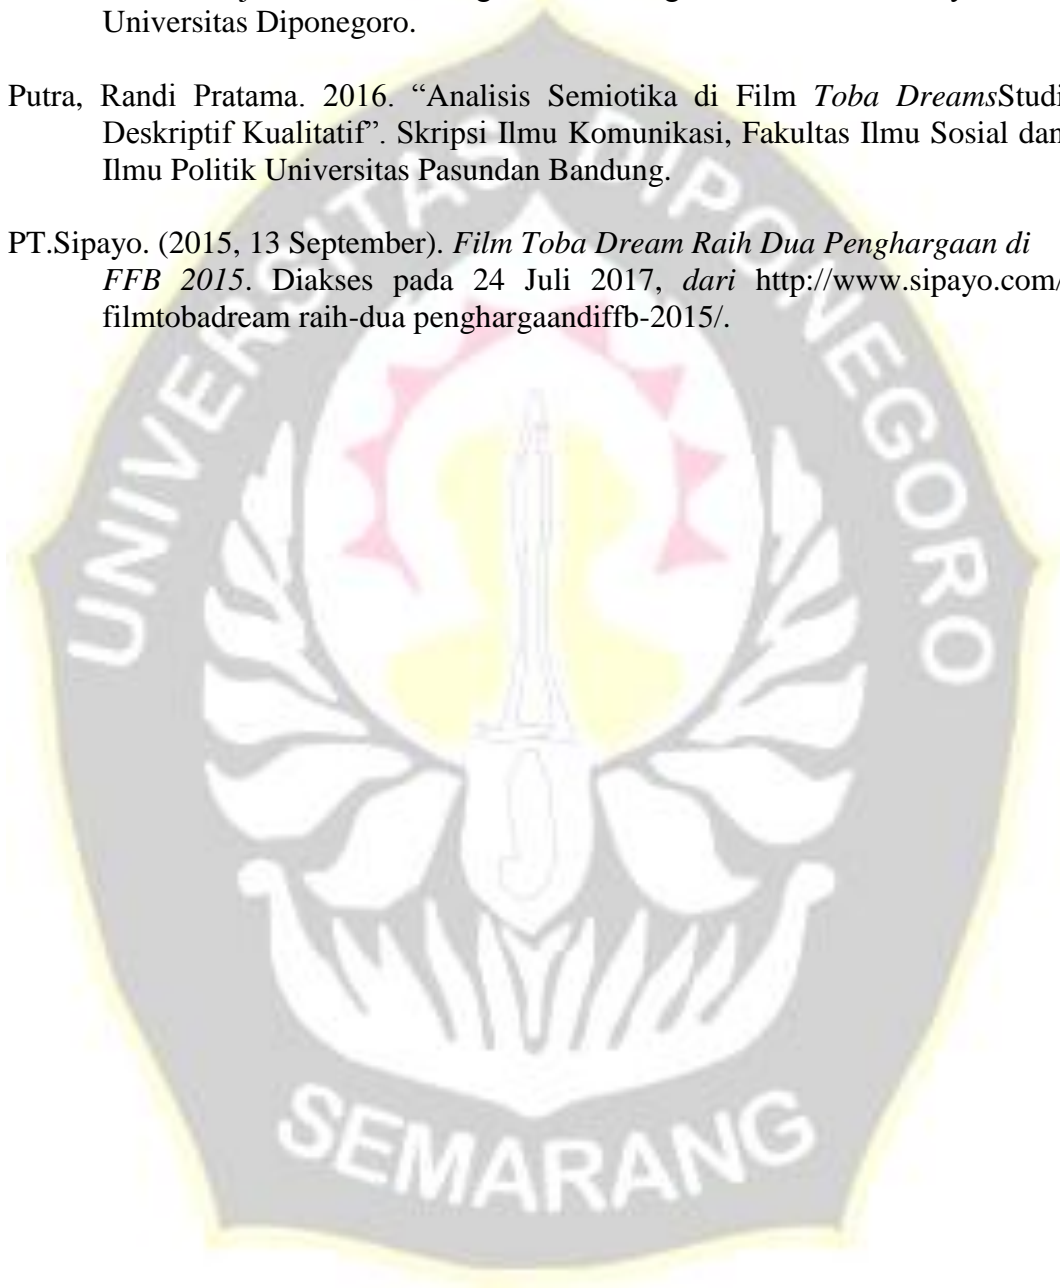 Universitas Diponegoro.
Putra, Randi Pratama. 2016. “Analisis Semiotika di Film Toba DreamsStudi
Deskriptif Kualitatif”. Skripsi Ilmu Komunikasi, Fakultas Ilmu Sosial dan
Ilmu Politik Universitas Pasundan Bandung.
PT.Sipayo. (2015, 13 September). Film Toba Dream Raih Dua Penghargaan di
FFB 2015. Diakses pada 24 Juli 2017, dari http://www.sipayo.com/
filmtobadream raih-dua penghargaandiffb-2015/.
UNIVERSITAS DIPONEGORO
SEMARANG